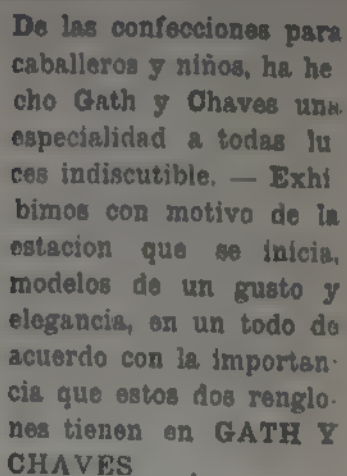 De las confecciones para
caballeros y niños, ha he
cho Gath y Chaves una
especialidad a todas lu
ces indiscutible. — Exhi
bimos con motivo de la
estacion que se inicia,
modelos de un gusto y
elegancia, en un todo de
acuerdo con la importan-
cia que estos dos renglo-
nes tienen en GATH Y
CHAVES